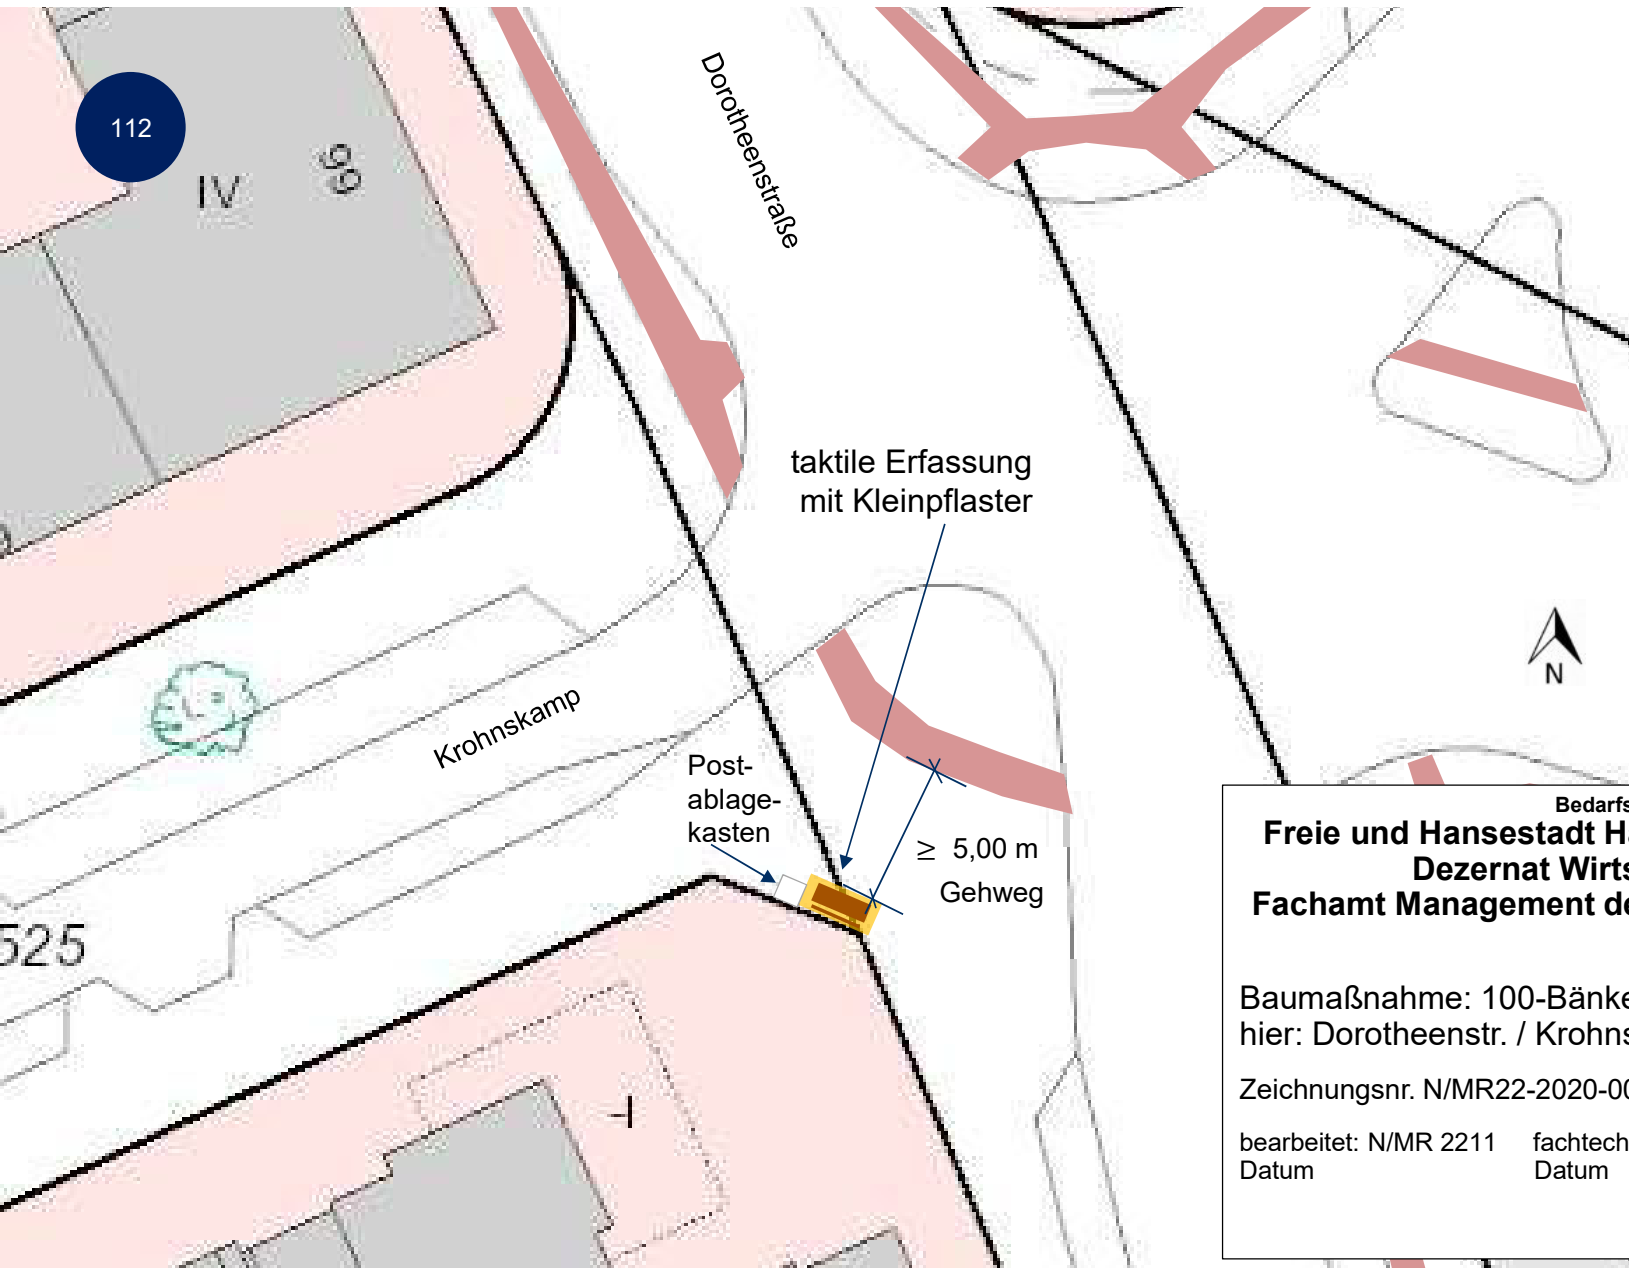 112
IV
99
Dorotheenstraße
taktile Erfassung
mit Kleinpflaster
N
Krohnskamp
Post-
ablage-
kasten
≥ 5,00 m
Gehweg
525
I
Bedarfs
Freie und Hansestadt H
Dezernat Wirts
Fachamt Management de
Baumaßnahme: 100-Bänke
hier: Dorotheenstr. / Krohns
Zeichnungsnr. N/MR22-2020-00
bearbeitet: N/MR 2211 fachtech
Datum Datum